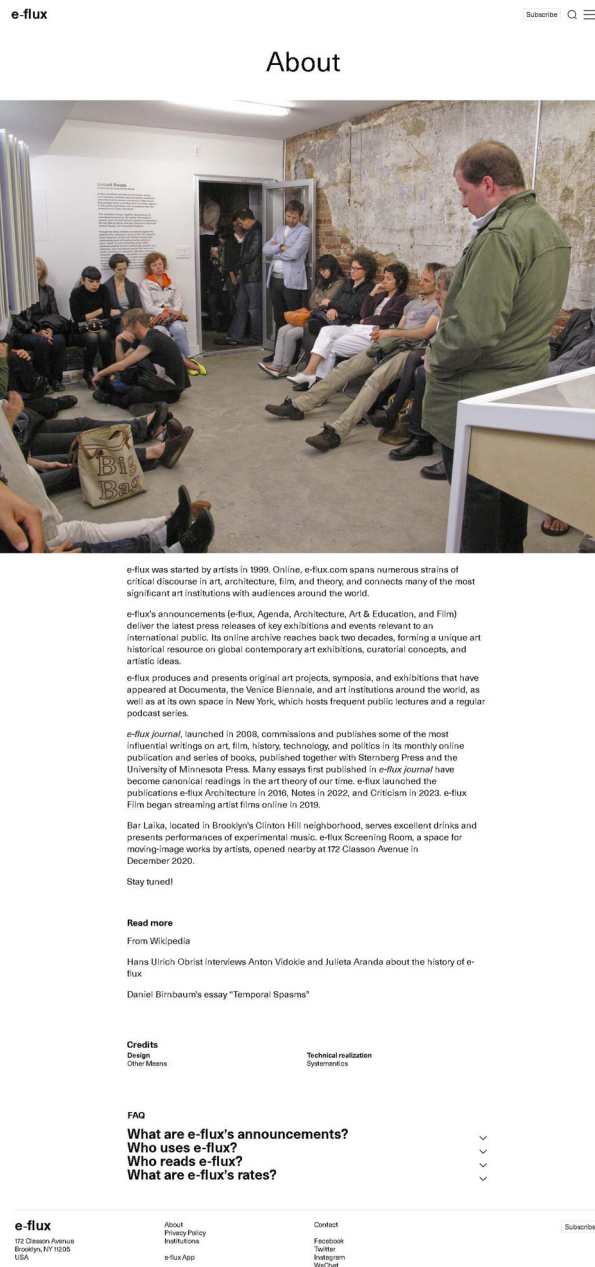 e-flux
Subscribe
About
Big
Bag
e-flux was started by artists in 1999. Online, e-flux.com spans numerous strains of
critical discourse in art, architecture, film, and theory, and connects many of the most
significant art institutions with audiences around the world.
e-flux's announcements (e-flux, Agenda, Architecture, Art & Education, and Film)
deliver the latest press releases of key exhibitions and events relevant to an
international public. Its online archive reaches back two decades, forming a unique art
historical resource on global contemporary art exhibitions, curatorial concepts, and
artistic ideas.
e-flux produces and presents original art projects, symposia, and exhibitions that have
appeared at Documenta, the Venice Biennale, and art institutions around the world, as
well as at its own space in New York, which hosts frequent public lectures and a regular
podcast series.
e-flux journal, launched in 2008, commissions and publishes some of the most
influential writings on art, film, history, technology, and politics in its monthly online
publication and series of books, published together with Sternberg Press and the
University of Minnesota Press. Many essays first published in e-flux journal have
become canonical readings in the art theory of our time. e-flux launched the
publications e-flux Architecture in 2016, Notes in 2022, and Criticism in 2023. e-flux
Film began streaming artist films online in 2019.
Bar Laika, located in Brooklyn's Clinton Hill neighborhood, serves excellent drinks and
presents performances of experimental music. e-flux Screening Room, a space for
moving-image works by artists, opened nearby at 172 Classon Avenue in
December 2020.
Stay tuned!
Read more
From Wikipedia
Hans Ulrich Obrist interviews Anton Vidokle and Julieta Aranda about the history of e-
flux
Daniel Birnbaum's essay "Temporal Spasms"
Credits
Design
Other Means
Technical realization
Systemantics
FAQ
What are e-flux's announcements?
Who uses e-flux?
Who reads e-flux?
What are e-flux's rates?
e-flux
172 Classon Avenue
Brooklyn, NY 11205
USA
About
Privacy Policy
Institutions
e-flux App
Contact
Facebook
Twitter
Instagram
WeChat
Subscribe